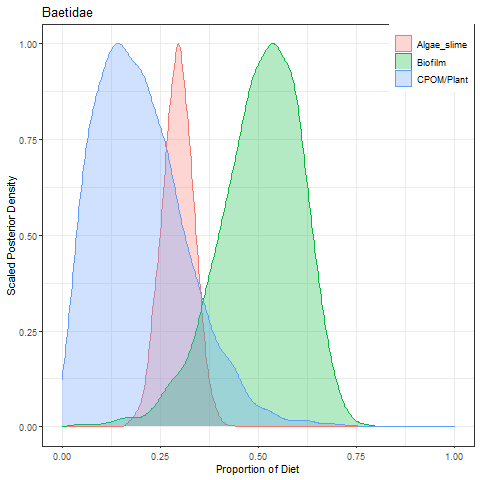 Baetidae
Algae_slime
Biofilm
CPOM/Plant
1.00
0.75
0.50
0.25
0.00
Scaled Posterior Density
0.00 0.25 0.50 0.75 1.00
Proportion of Diet